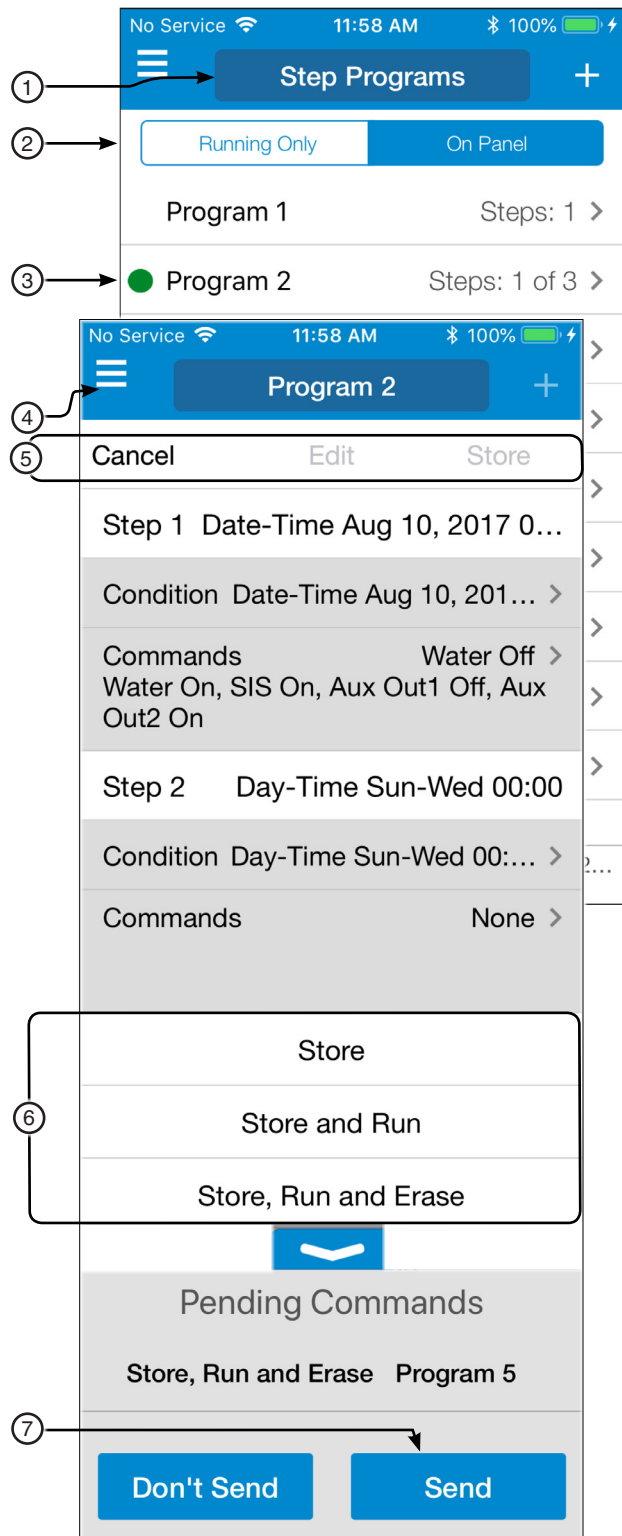 No Service 11:58 AM 100%
1 Step Programs +
2 Running Only On Panel
Program 1 Steps: 1 >
3 Program 2 Steps: 1 of 3 >
No Service 11:58 AM 100%
4 Program 2 +
5 Cancel Edit Store
Step 1 Date-Time Aug 10, 2017 0...
Condition Date-Time Aug 10, 201... >
Commands Water Off >
Water On, SIS On, Aux Out1 Off, Aux
Out2 On
Step 2 Day-Time Sun-Wed 00:00
Condition Day-Time Sun-Wed 00:... >
Commands None >
6
Store
Store and Run
Store, Run and Erase
Pending Commands
Store, Run and Erase Program 5
7
Don't Send Send